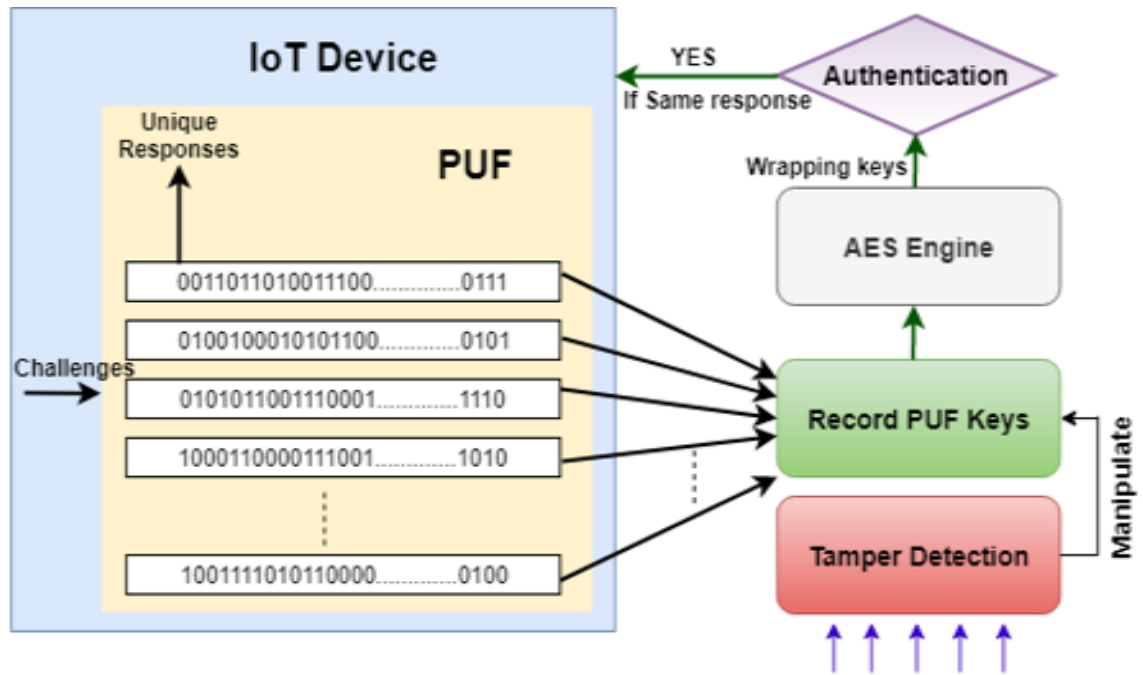 IoT Device
YES
If Same response
Authentication
Unique
Responses
PUF
Wrapping keys
AES Engine
0011011010011100................0111
0100100010101100...............0101
Challenges
0101011001110001...............1110
1000110000111001...............1010
1001111010110000...............0100
Record PUF Keys
Manipulate
Tamper Detection